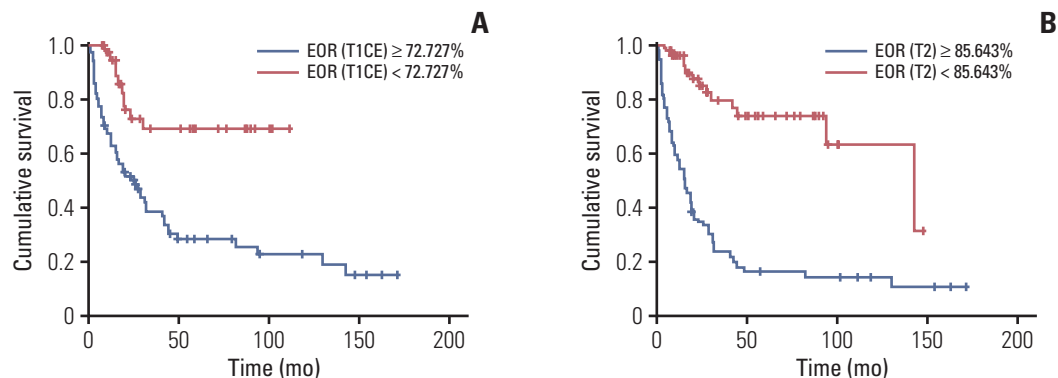 A
Cumulative survival
1.0
0.8
0.6
0.4
0.2
0
0
50
100
150
200
Time (mo)
EOR (T1CE) ≥ 72.727%
EOR (T1CE) < 72.727%
B
Cumulative survival
1.0
0.8
0.6
0.4
0.2
0
0
50
100
150
200
Time (mo)
EOR (T2) ≥ 85.643%
EOR (T2) < 85.643%